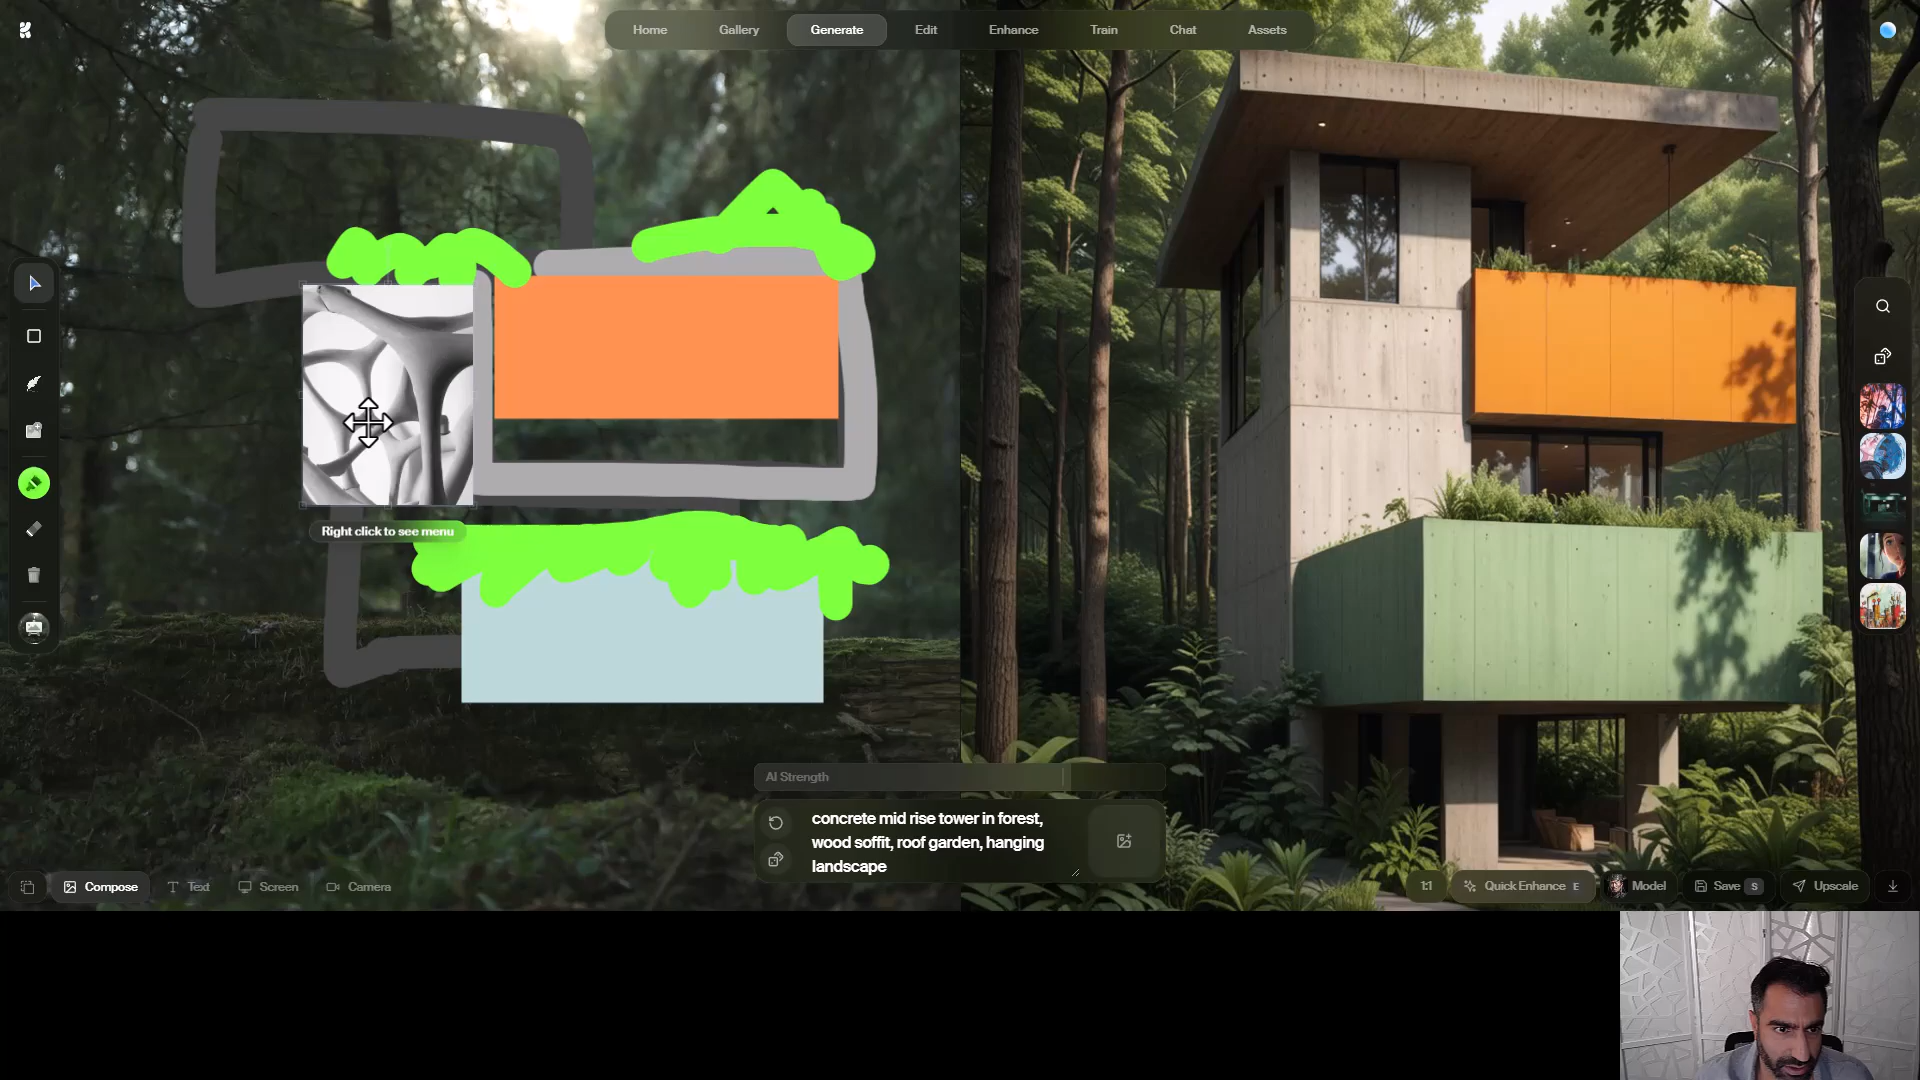 Home
Gallery
Generate
Edit
Enhance
Train
Chat
Assets
Right click to see menu
AI Strength
concrete mid rise tower in forest,
wood soffit, roof garden, hanging
landscape
Compose
Text
Screen
Camera
1:1
Quick Enhance E
Model
Save S
Upscale